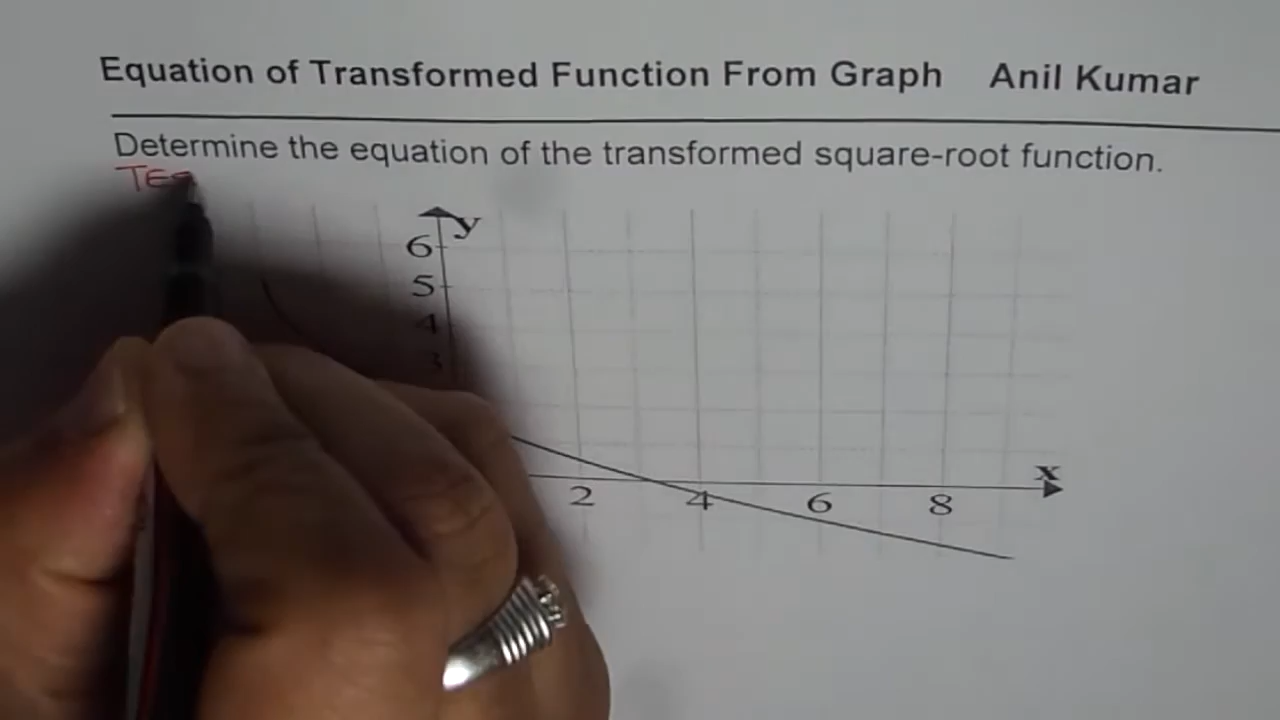 Equation of Transformed Function From Graph Anil Kumar
Determine the equation of the transformed square-root function.
y
6
5
4
3
x
2 4 6 8